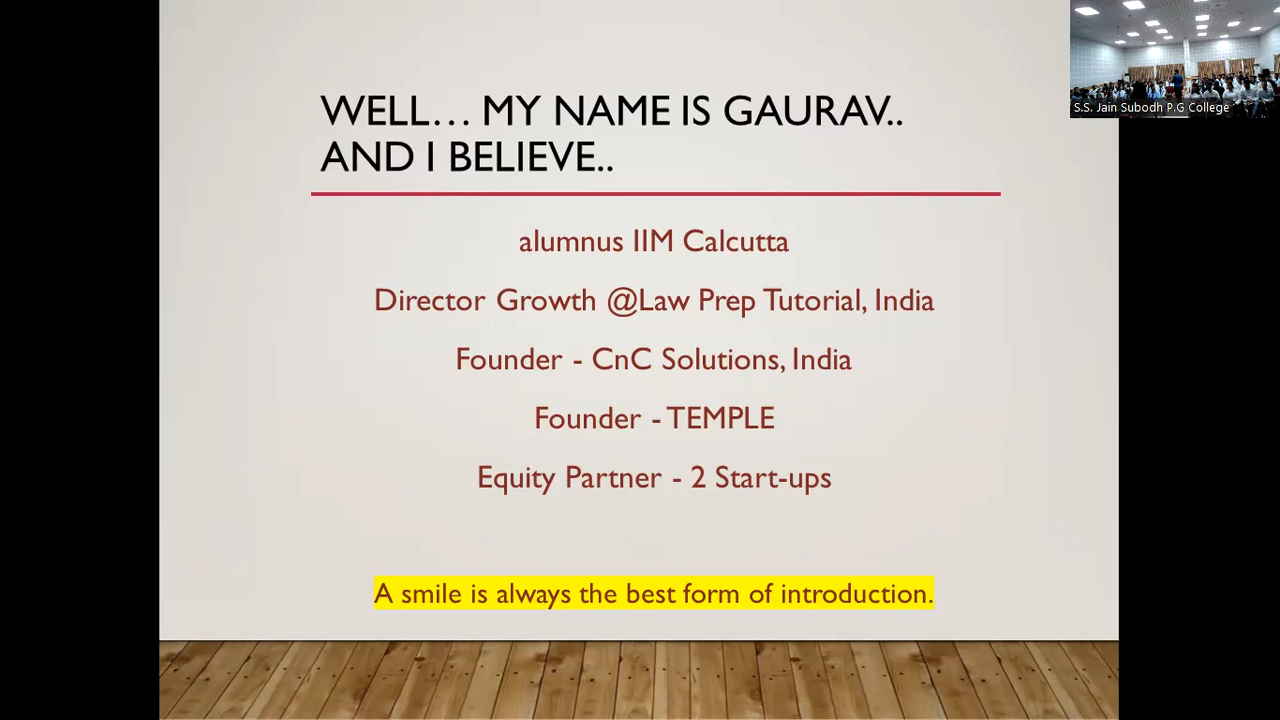 WELL… MY NAME IS GAURAV..
AND I BELIEVE..
alumnus IIM Calcutta
Director Growth @Law Prep Tutorial, India
Founder - CnC Solutions, India
Founder - TEMPLE
Equity Partner - 2 Start-ups
A smile is always the best form of introduction.
S.S. Jain Subodh P.G College